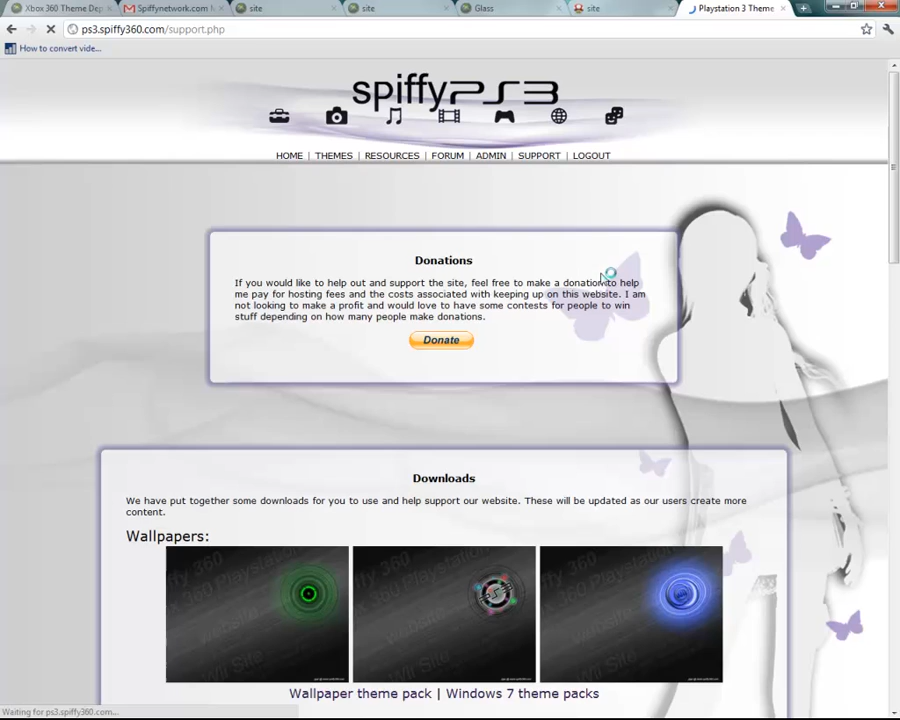 Xbox 360 Theme Dep
Spiffynetwork.com
site
site
Glass
site
Playstation 3 Theme
ps3.spiffy360.com/support.php
How to convert vide...
spiffyPS3
HOME | THEMES | RESOURCES | FORUM | ADMIN | SUPPORT | LOGOUT
Donations
If you would like to help out and support the site, feel free to make a donation to help
me pay for hosting fees and the costs associated with keeping up on this website. I am
not looking to make a profit and would love to have some contests for people to win
stuff depending on how many people make donations.
Donate
Downloads
We have put together some downloads for you to use and help support our website. These will be updated as our users create more
content.
Wallpapers:
Wallpaper theme pack | Windows 7 theme packs
Waiting for ps3.spiffy360.com...